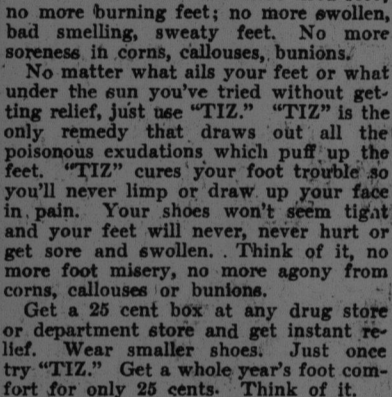 no more burning feet; no more swollen,
bad smelling, sweaty feet. No more
soreness in corns, callouses, bunions.
No matter what ails your feet or what
under the sun you've tried without get-
ting relief, just use "TIZ." "TIZ" is the
only remedy that draws out all the
poisonous exudations which puff up the
feet. "TIZ" cures your foot trouble so
you'll never limp or draw up your face
in pain. Your shoes won't seem tight
and your feet will never, never hurt or
get sore and swollen. . Think of it, no
more foot misery, no more agony from
corns, callouses or bunions.
Get a 25 cent box at any drug store
or department store and get instant re-
lief. Wear smaller shoes. Just once
try "TIZ." Get a whole year's foot com-
fort for only 25 cents. Think of it.